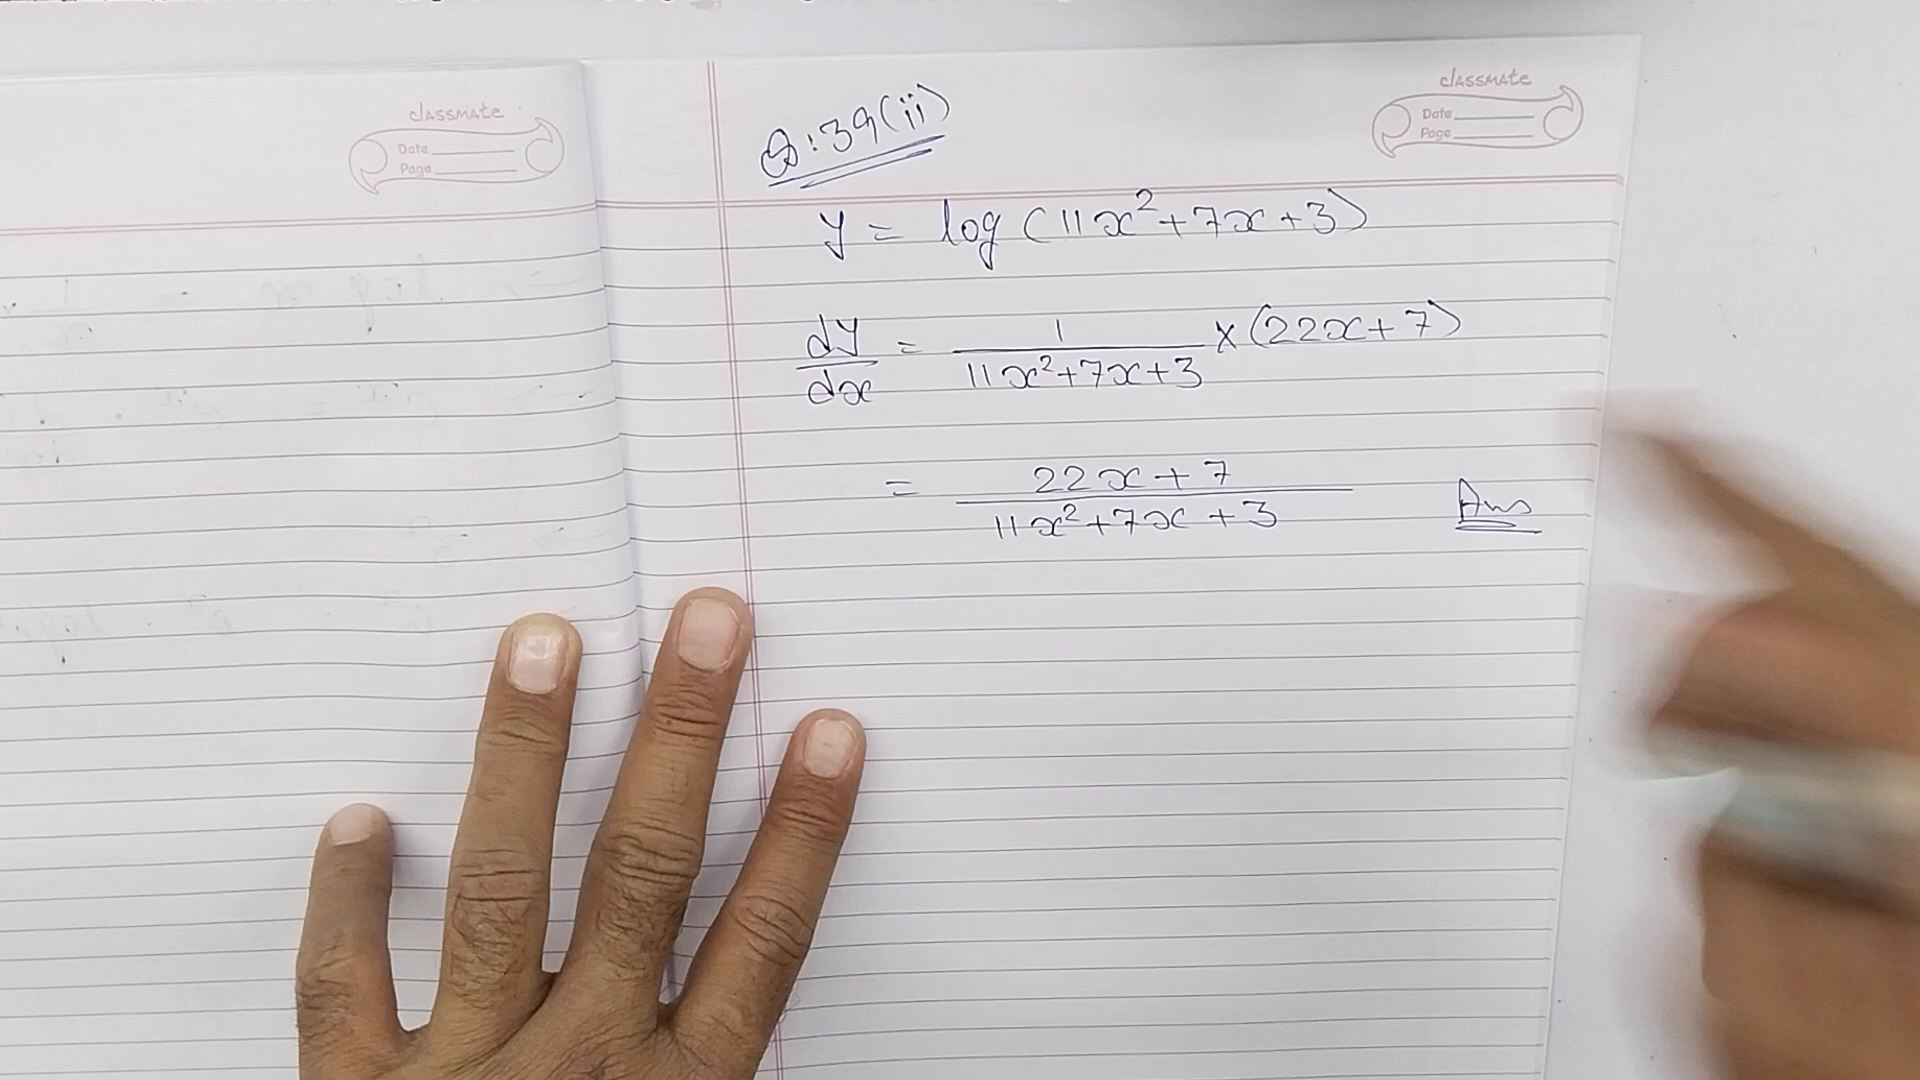 classmate
Date
Page
classmate
Date
Page
Q:39(ii)
y = log (11x²+7x+3)
dy/dx = 1/(11x²+7x+3) × (22x+7)
= (22x+7)/(11x²+7x+3) Ans